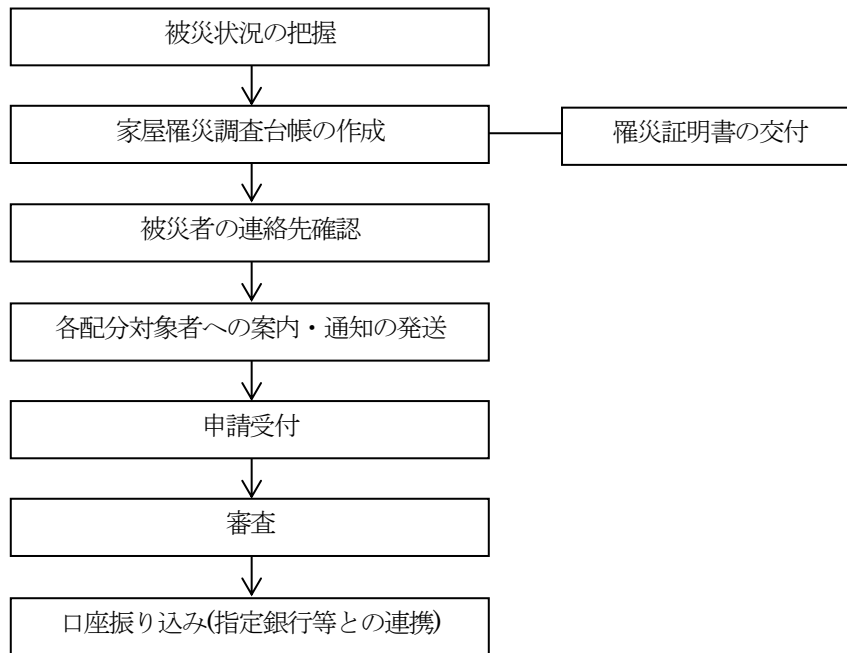 被災状況の把握
家屋罹災調査台帳の作成
罹災証明書の交付
被災者の連絡先確認
各配分対象者への案内・通知の発送
申請受付
審査
口座振り込み(指定銀行等との連携)